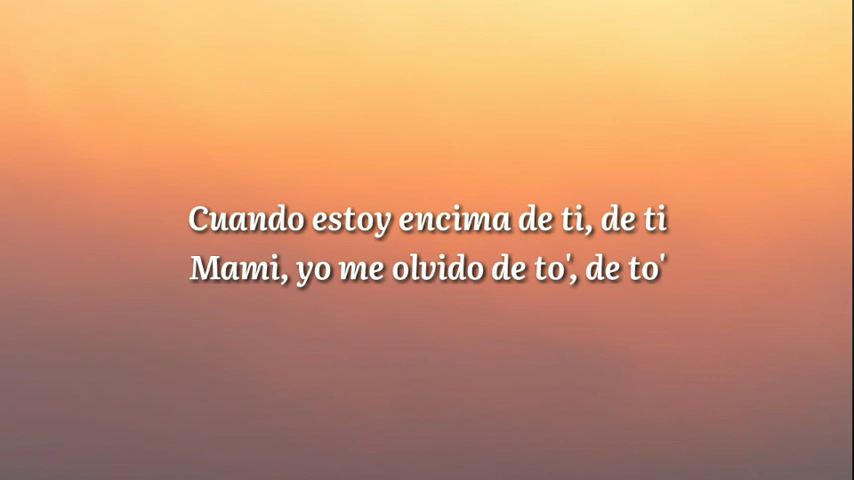 Cuando estoy encima de ti, de ti
Mami, yo me olvido de to', de to'